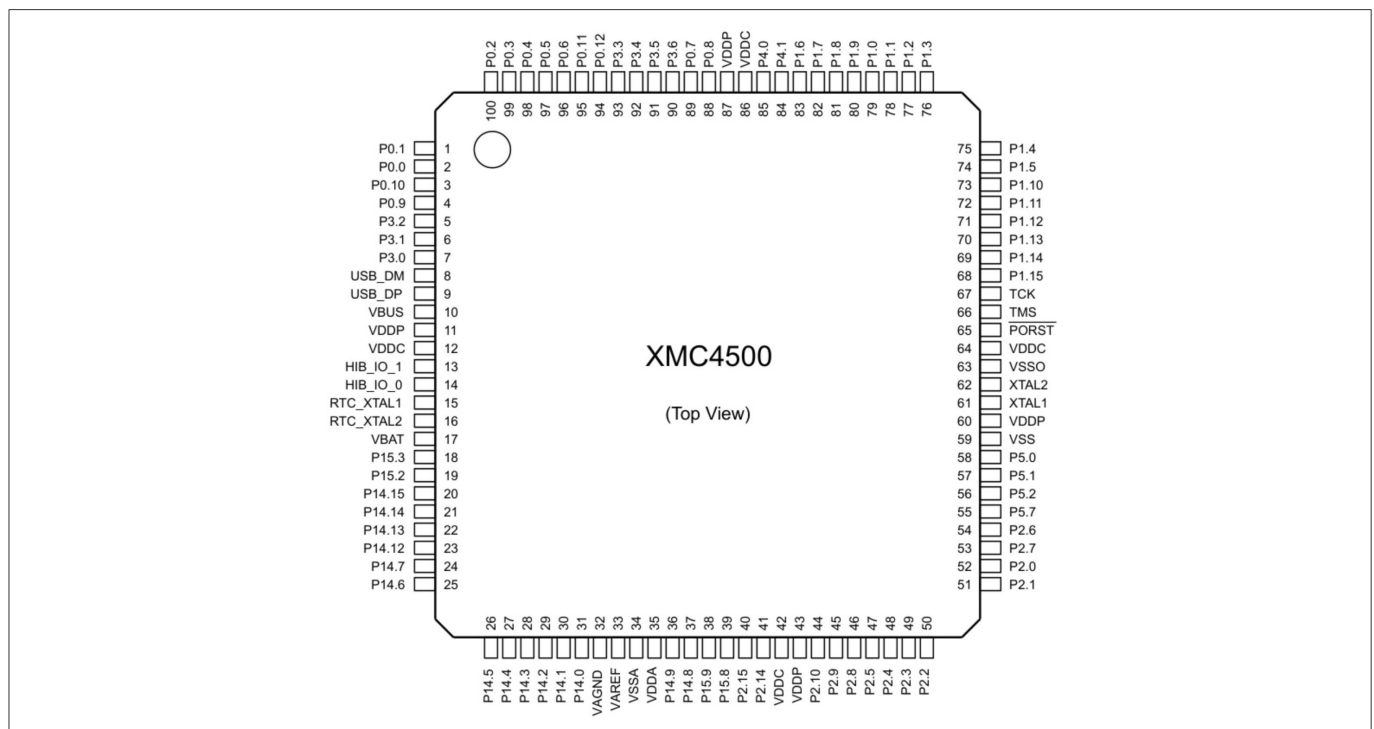 P0.2 P0.3 P0.4 P0.5 P0.6 P0.11 P0.12 P3.3 P3.4 P3.5 P3.6 P0.7 P0.8 VDDP VDDC P4.0 P4.1 P1.6 P1.7 P1.8 P1.9 P1.0 P1.1 P1.2 P1.3
100 99 98 97 96 95 94 93 92 91 90 89 88 87 86 85 84 83 82 81 80 79 78 77 76
P0.1 1 75 P1.4
P0.0 2 74 P1.5
P0.10 3 73 P1.10
P0.9 4 72 P1.11
P3.2 5 71 P1.12
P3.1 6 70 P1.13
P3.0 7 69 P1.14
USB_DM 8 68 P1.15
USB_DP 9 67 TCK
VBUS 10 66 TMS
VDDP 11 65 PORST
VDDC 12 64 VDDC
HIB_IO_1 13 63 VSSO
HIB_IO_0 14 62 XTAL2
RTC_XTAL1 15 61 XTAL1
RTC_XTAL2 16 60 VDDP
VBAT 17 59 VSS
P15.3 18 58 P5.0
P15.2 19 57 P5.1
P14.15 20 56 P5.2
P14.14 21 55 P5.7
P14.13 22 54 P2.6
P14.12 23 53 P2.7
P14.7 24 52 P2.0
P14.6 25 51 P2.1
XMC4500
(Top View)
26 27 28 29 30 31 32 33 34 35 36 37 38 39 40 41 42 43 44 45 46 47 48 49 50
P14.5 P14.4 P14.3 P14.2 P14.1 P14.0 VAGND VAREF VSSA VDDA P14.9 P14.8 P15.9 P15.8 P2.15 P2.14 VDDC VDDP P2.10 P2.9 P2.8 P2.5 P2.4 P2.3 P2.2